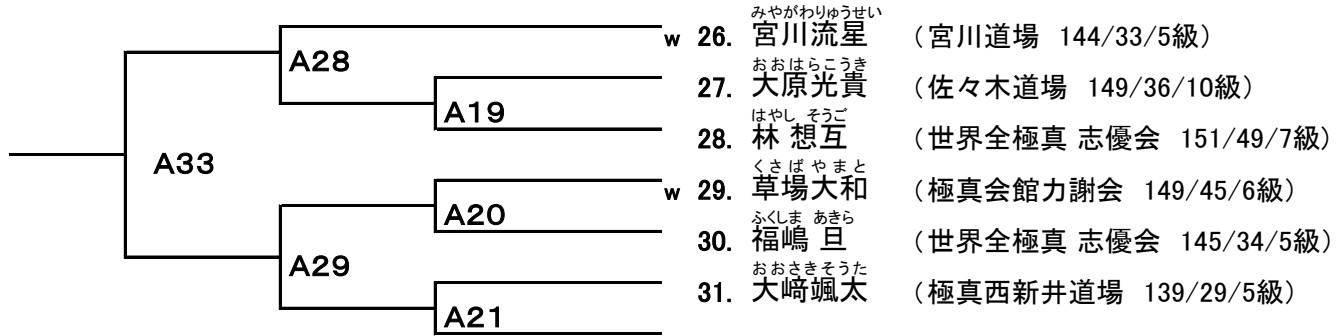 みやがわりゅうせい
w 26. 宮川流星 （宮川道場 144/33/5級）
A28
おおはらこうき
27. 大原光貴 （佐々木道場 149/36/10級）
A19
はやし そうご
28. 林 想互 （世界全極真 志優会 151/49/7級）
A33
くさばやまと
w 29. 草場大和 （極真会館力謝会 149/45/6級）
A20
ふくしま あきら
30. 福嶋 旦 （世界全極真 志優会 145/34/5級）
A29
おおさきそうた
31. 大﨑颯太 （極真西新井道場 139/29/5級）
A21